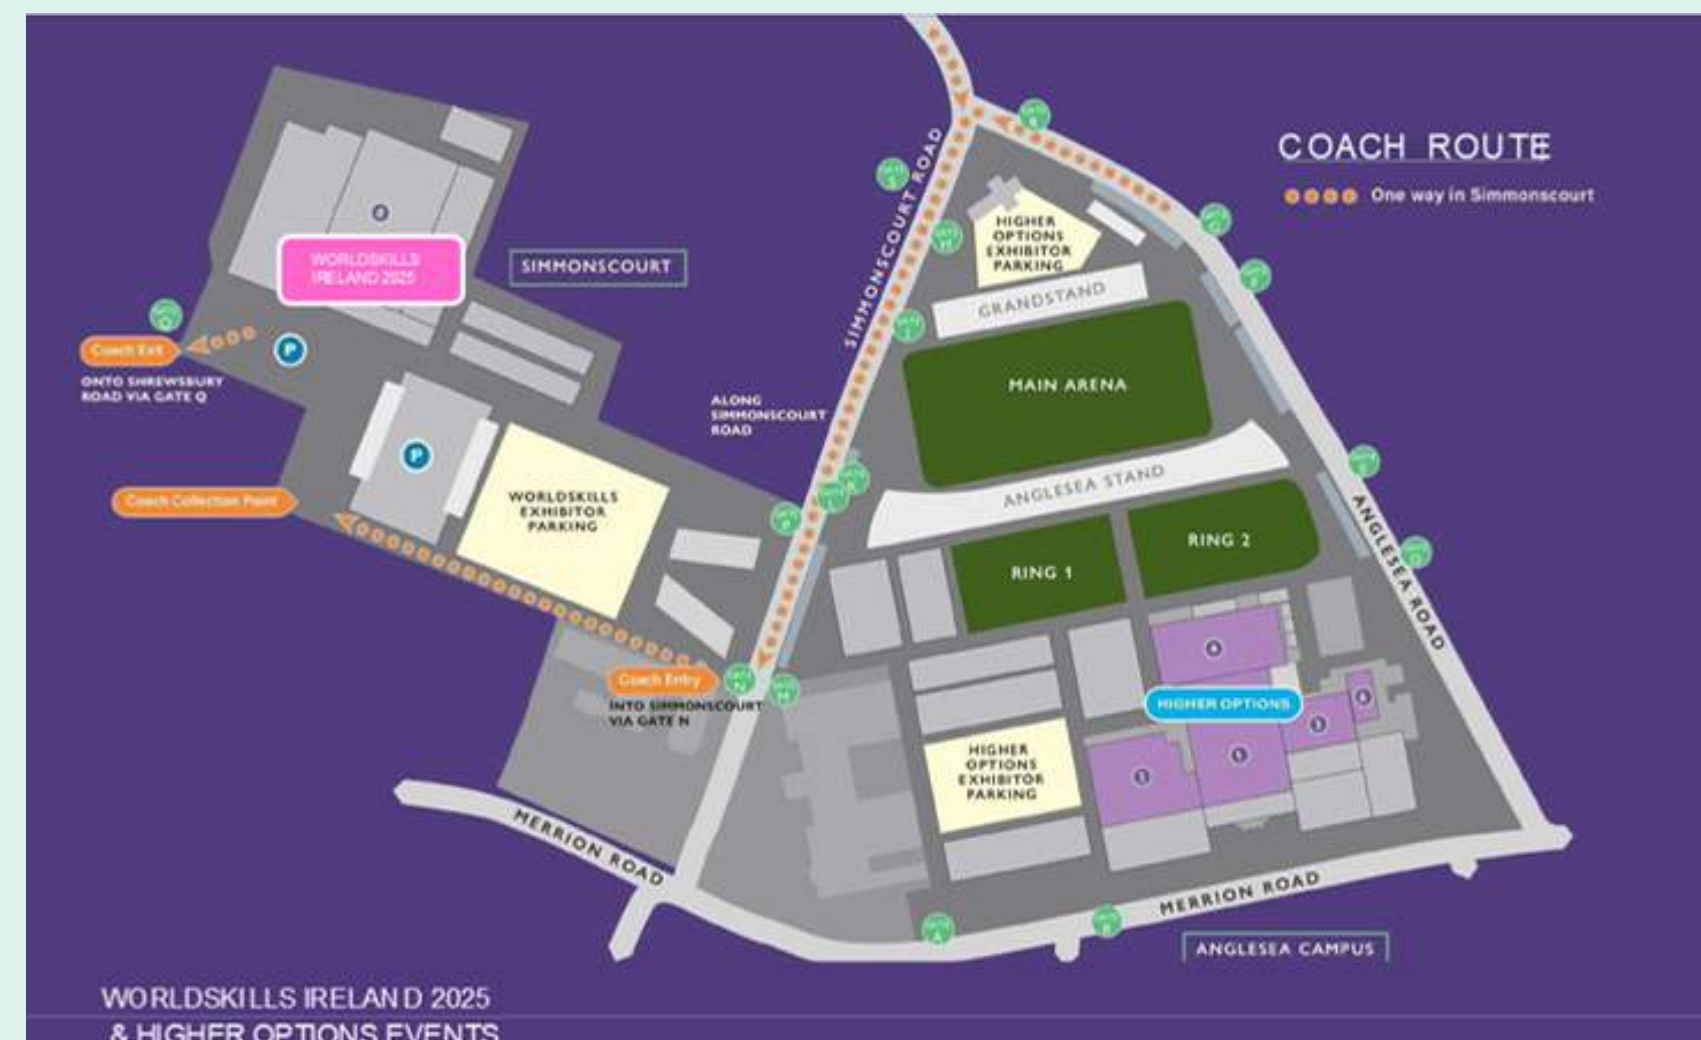 COACH ROUTE
One way in Simmonscourt
SIMMONSCOURT ROAD
HIGHER
OPTIONS
EXHIBITOR
PARKING
GRANDSTAND
WORLDSKILLS
IRELAND 2025
SIMMONSCOURT
Coach Exit
ONTO SHREWSBURY
ROAD VIA GATE Q
P
MAIN ARENA
ALONG
SIMMONSCOURT
ROAD
P
ANGLESEA STAND
Coach Collection Point
WORLDSKILLS
EXHIBITOR
PARKING
RING 2
RING 1
ANGLESEA ROAD
Coach Entry
INTO SIMMONSCOURT
VIA GATE N
HIGHER OPTIONS
HIGHER
OPTIONS
EXHIBITOR
PARKING
MERRION ROAD
MERRION ROAD
ANGLESEA CAMPUS
WORLDSKILLS IRELAND 2025
& HIGHER OPTIONS EVENTS